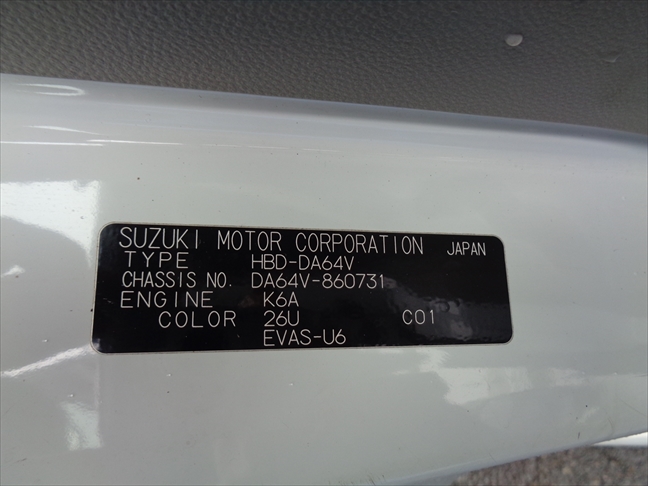 SUZUKI MOTOR CORPORATION JAPAN
TYPE HBD-DA64V
CHASSIS NO. DA64V-860731
ENGINE K6A
COLOR 26U C01
EVAS-U6